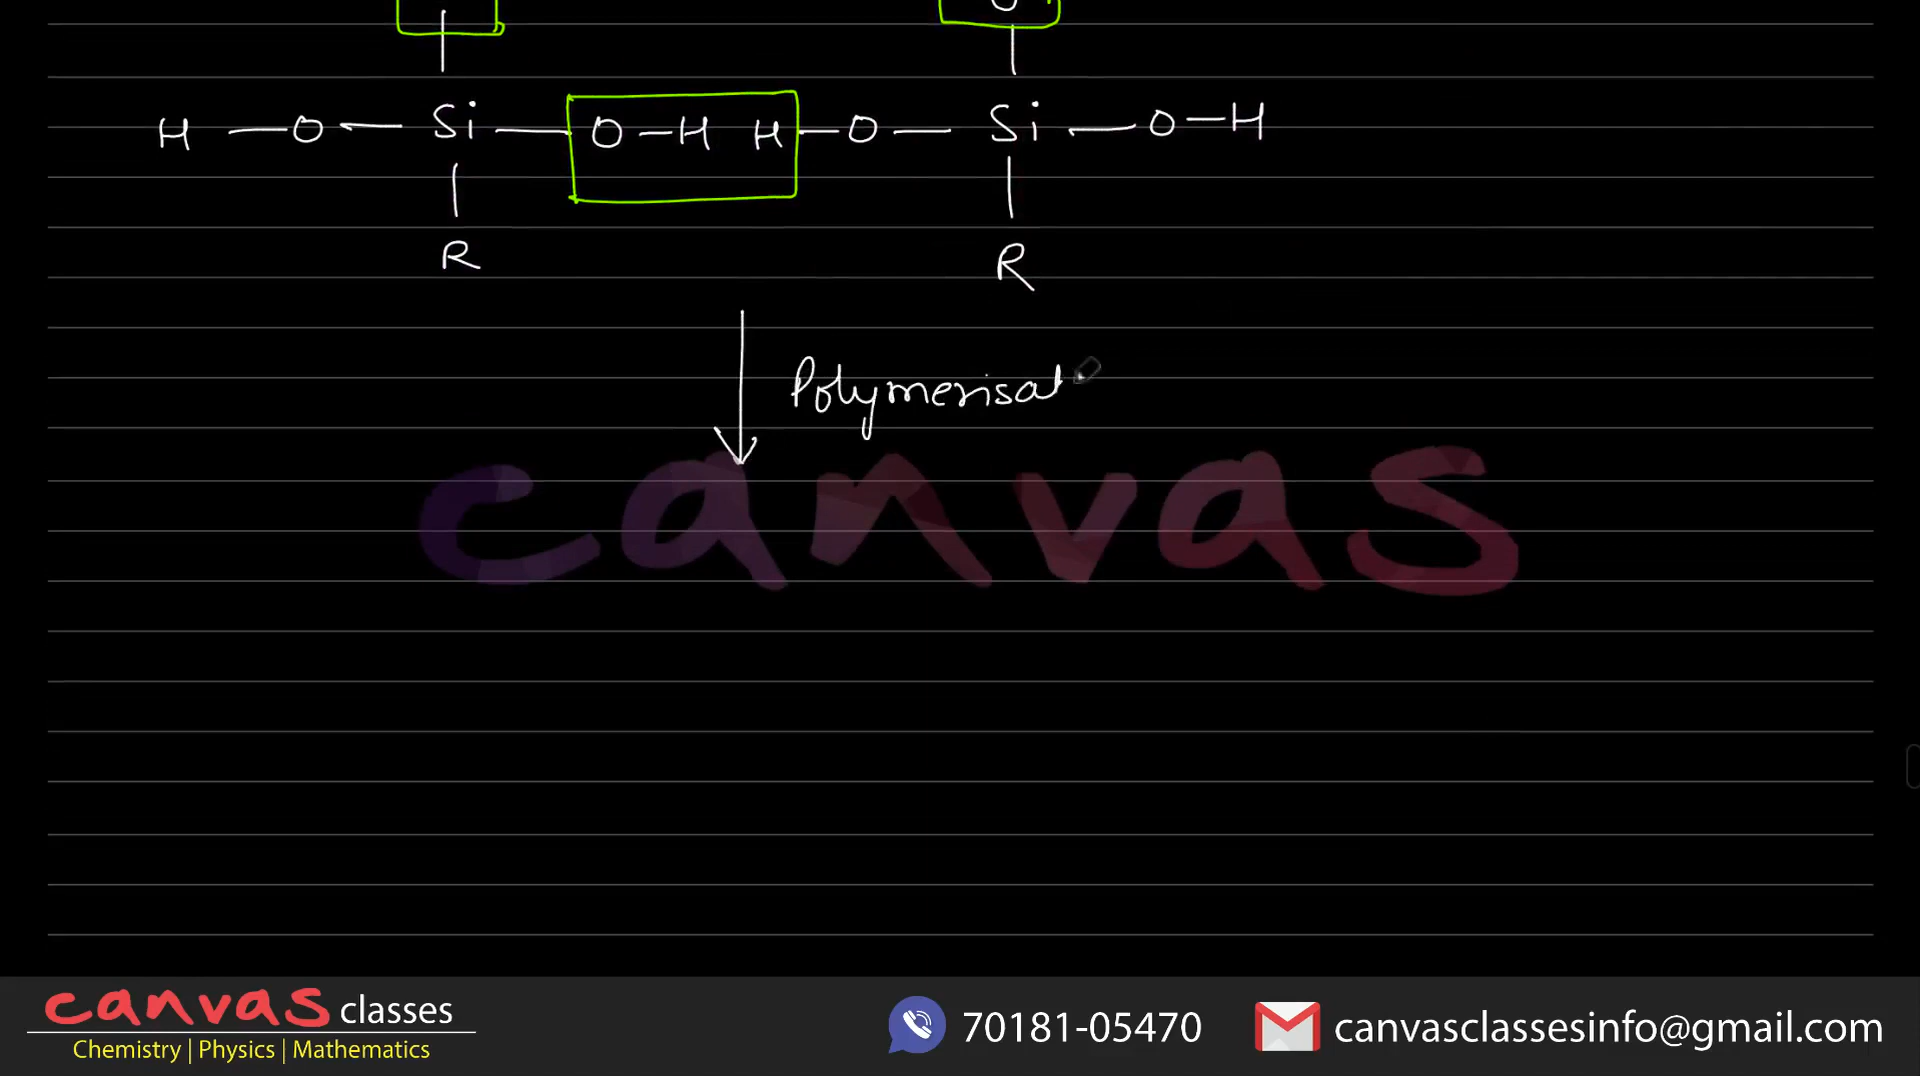 O
H — O — Si — O — H H — O — Si — O — H
R R
Polymerisat
canvas
canvas classes
Chemistry | Physics | Mathematics
70181-05470
canvasclassesinfo@gmail.com